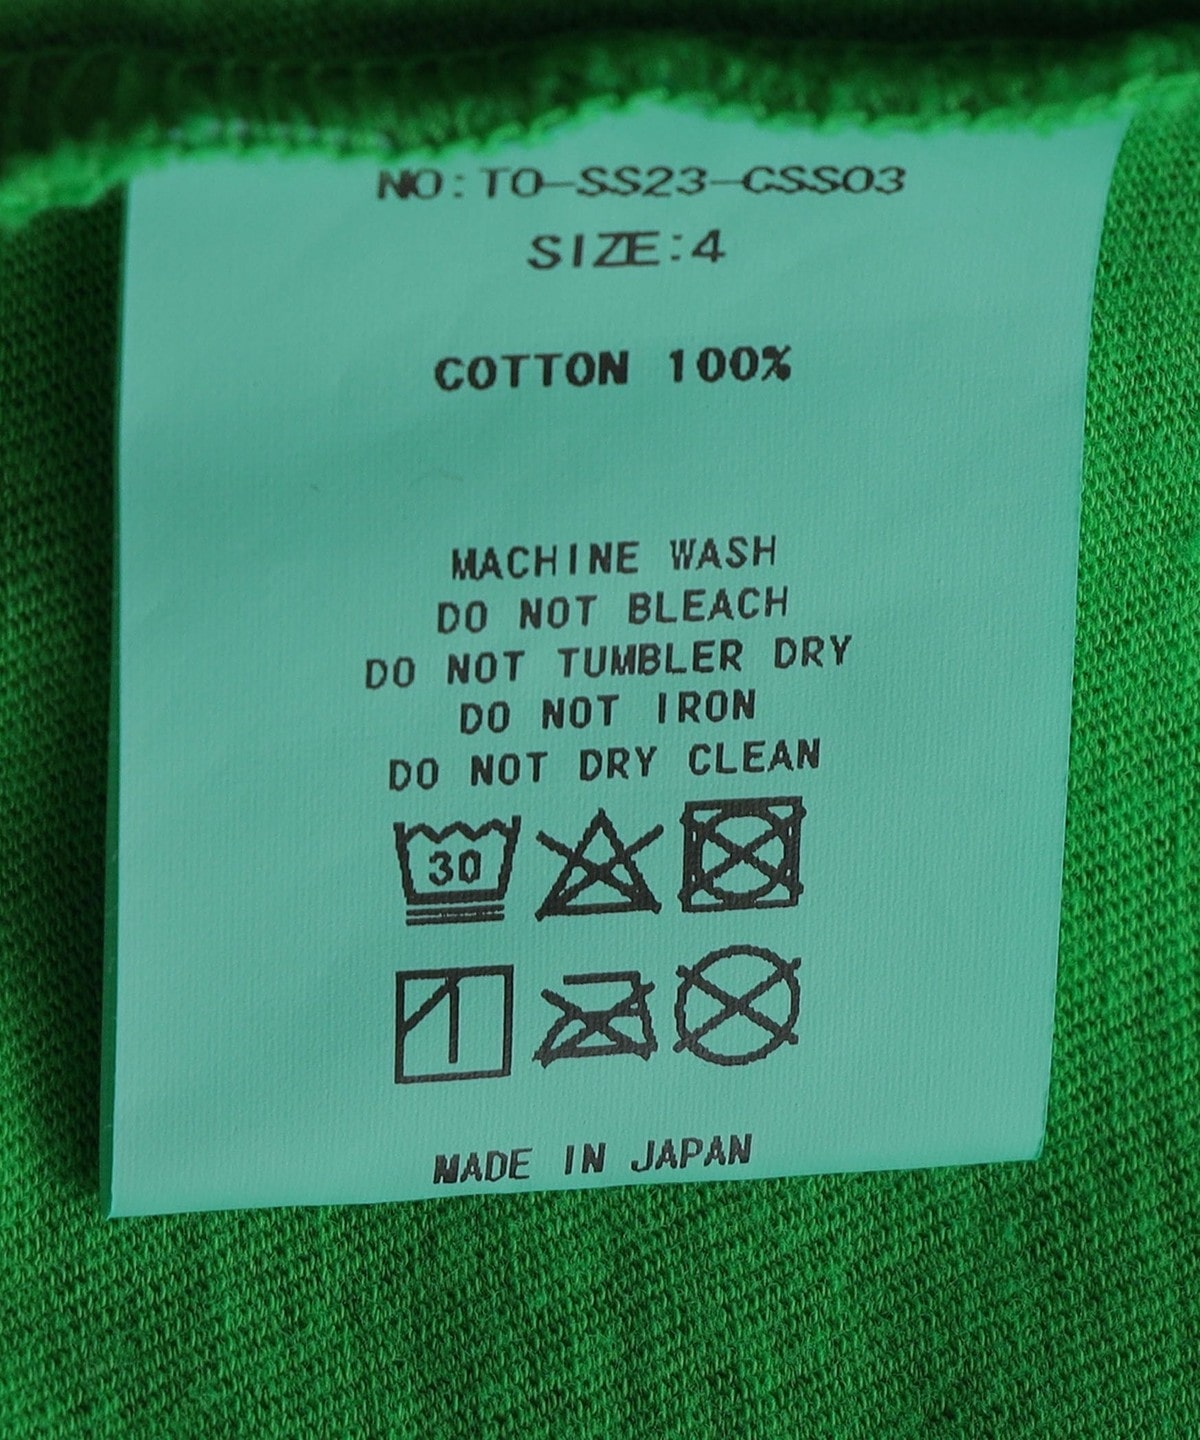 NO:TO-SS23-CSS03
SIZE:4
COTTON 100%
MACHINE WASH
DO NOT BLEACH
DO NOT TUMBLER DRY
DO NOT IRON
DO NOT DRY CLEAN
30
MADE IN JAPAN